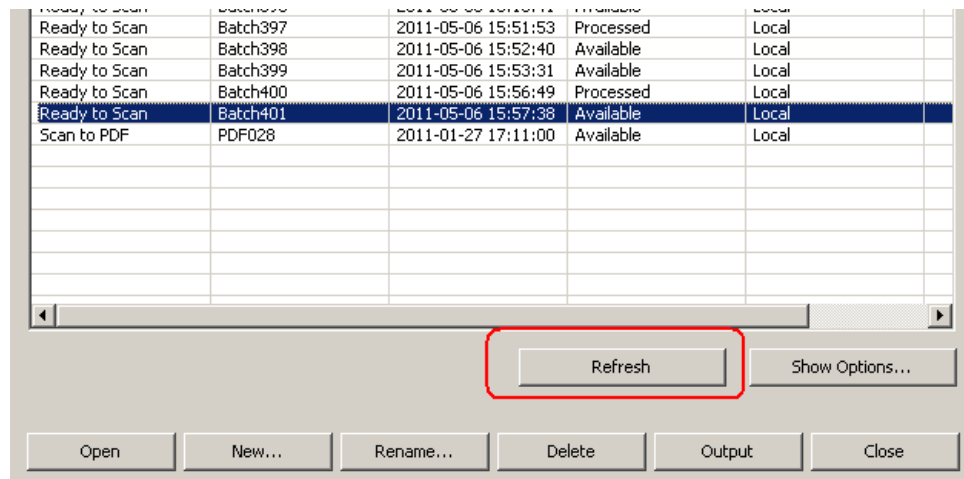 Ready to Scan Batch397 2011-05-06 15:51:53 Processed Local
Ready to Scan Batch398 2011-05-06 15:52:40 Available Local
Ready to Scan Batch399 2011-05-06 15:53:31 Available Local
Ready to Scan Batch400 2011-05-06 15:56:49 Processed Local
Ready to Scan Batch401 2011-05-06 15:57:38 Available Local
Scan to PDF PDF028 2011-01-27 17:11:00 Available Local
Refresh Show Options...
Open New... Rename... Delete Output Close